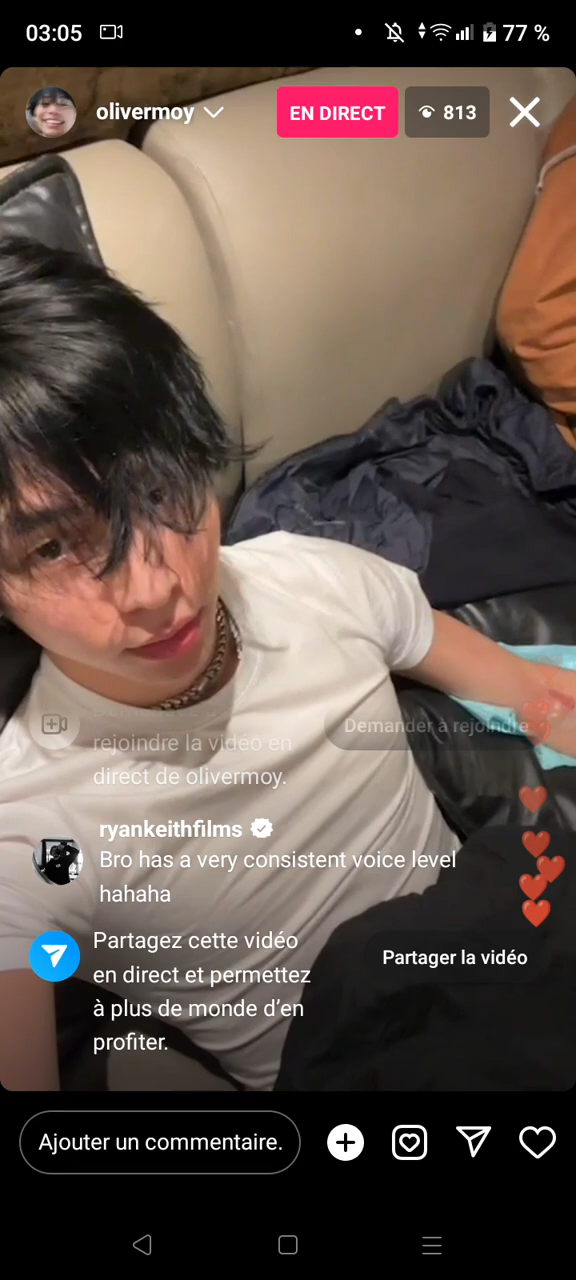 03:05
77 %
olivermoy
EN DIRECT
813
Demander à rejoindre
rejoindre la vidéo en
direct de olivermoy.
ryankeithfilms
Bro has a very consistent voice level
hahaha
Partagez cette vidéo
en direct et permettez
à plus de monde d’en
profiter.
Partager la vidéo
Ajouter un commentaire.